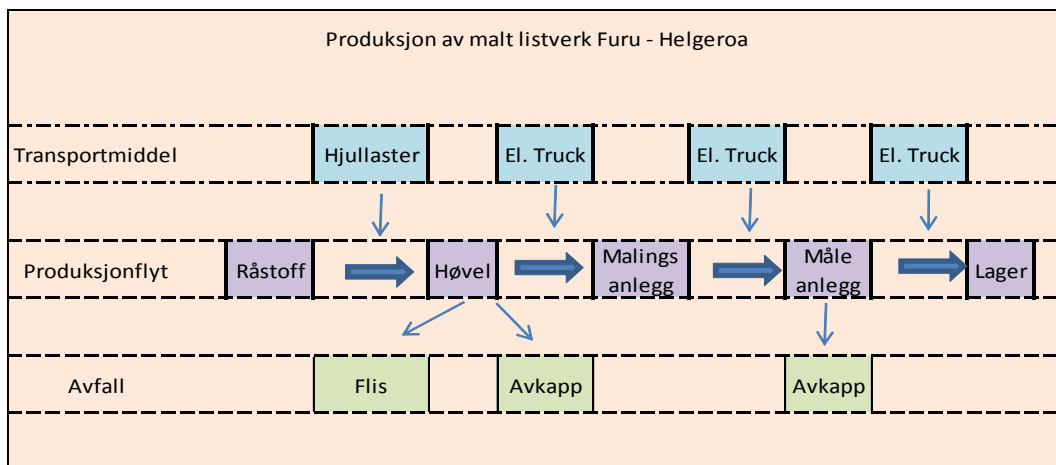 Produksjon av malt listverk Furu - Helgeroa
Transportmiddel
Hjullaster
El. Truck
El. Truck
El. Truck
Produksjonflyt
Råstoff
Høvel
Malings
anlegg
Måle
anlegg
Lager
Avfall
Flis
Avkapp
Avkapp